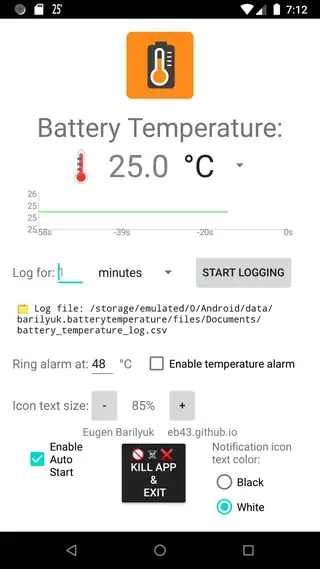 25' 7:12
Battery Temperature:
25.0 °C
26
25
25
25
-58s -39s -20s 0s
Log for: 1 minutes START LOGGING
Log file: /storage/emulated/0/Android/data/
barilyuk.batterytemperature/files/Documents/
battery_temperature_log.csv
Ring alarm at: 48 °C Enable temperature alarm
Icon text size: - 85% +
Eugen Barilyuk eb43.github.io
Enable
Auto
Start
KILL APP
&
EXIT
Notification icon
text color:
Black
White